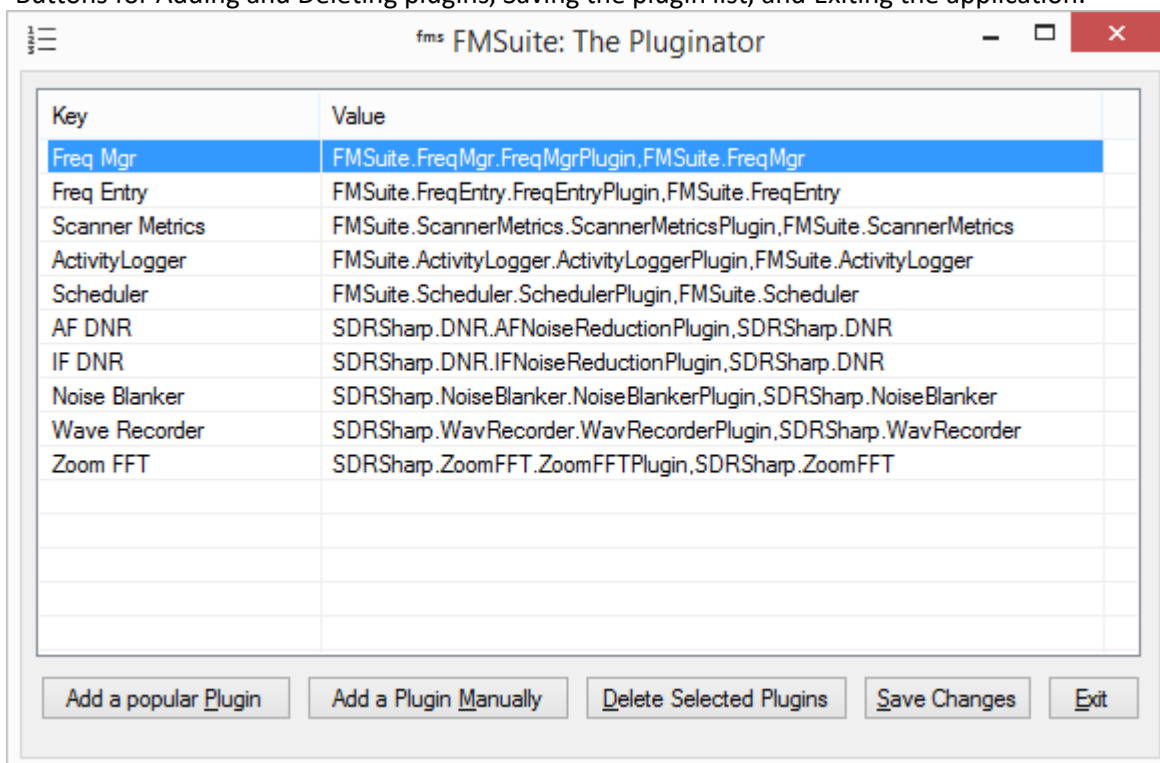 Buttons for Adding and Deleting plugins, Saving the plugin list, and Exiting the application.
fms FMSuite: The Pluginator
Key Value
Freq Mgr FMSuite.FreqMgr.FreqMgrPlugin,FMSuite.FreqMgr
Freq Entry FMSuite.FreqEntry.FreqEntryPlugin,FMSuite.FreqEntry
Scanner Metrics FMSuite.ScannerMetrics.ScannerMetricsPlugin,FMSuite.ScannerMetrics
ActivityLogger FMSuite.ActivityLogger.ActivityLoggerPlugin,FMSuite.ActivityLogger
Scheduler FMSuite.Scheduler.SchedulerPlugin,FMSuite.Scheduler
AF DNR SDRSharp.DNR.AFNoiseReductionPlugin,SDRSharp.DNR
IF DNR SDRSharp.DNR.IFNoiseReductionPlugin,SDRSharp.DNR
Noise Blanker SDRSharp.NoiseBlanker.NoiseBlankerPlugin,SDRSharp.NoiseBlanker
Wave Recorder SDRSharp.WavRecorder.WavRecorderPlugin,SDRSharp.WavRecorder
Zoom FFT SDRSharp.ZoomFFT.ZoomFFTPlugin,SDRSharp.ZoomFFT
Add a popular Plugin Add a Plugin Manually Delete Selected Plugins Save Changes Exit